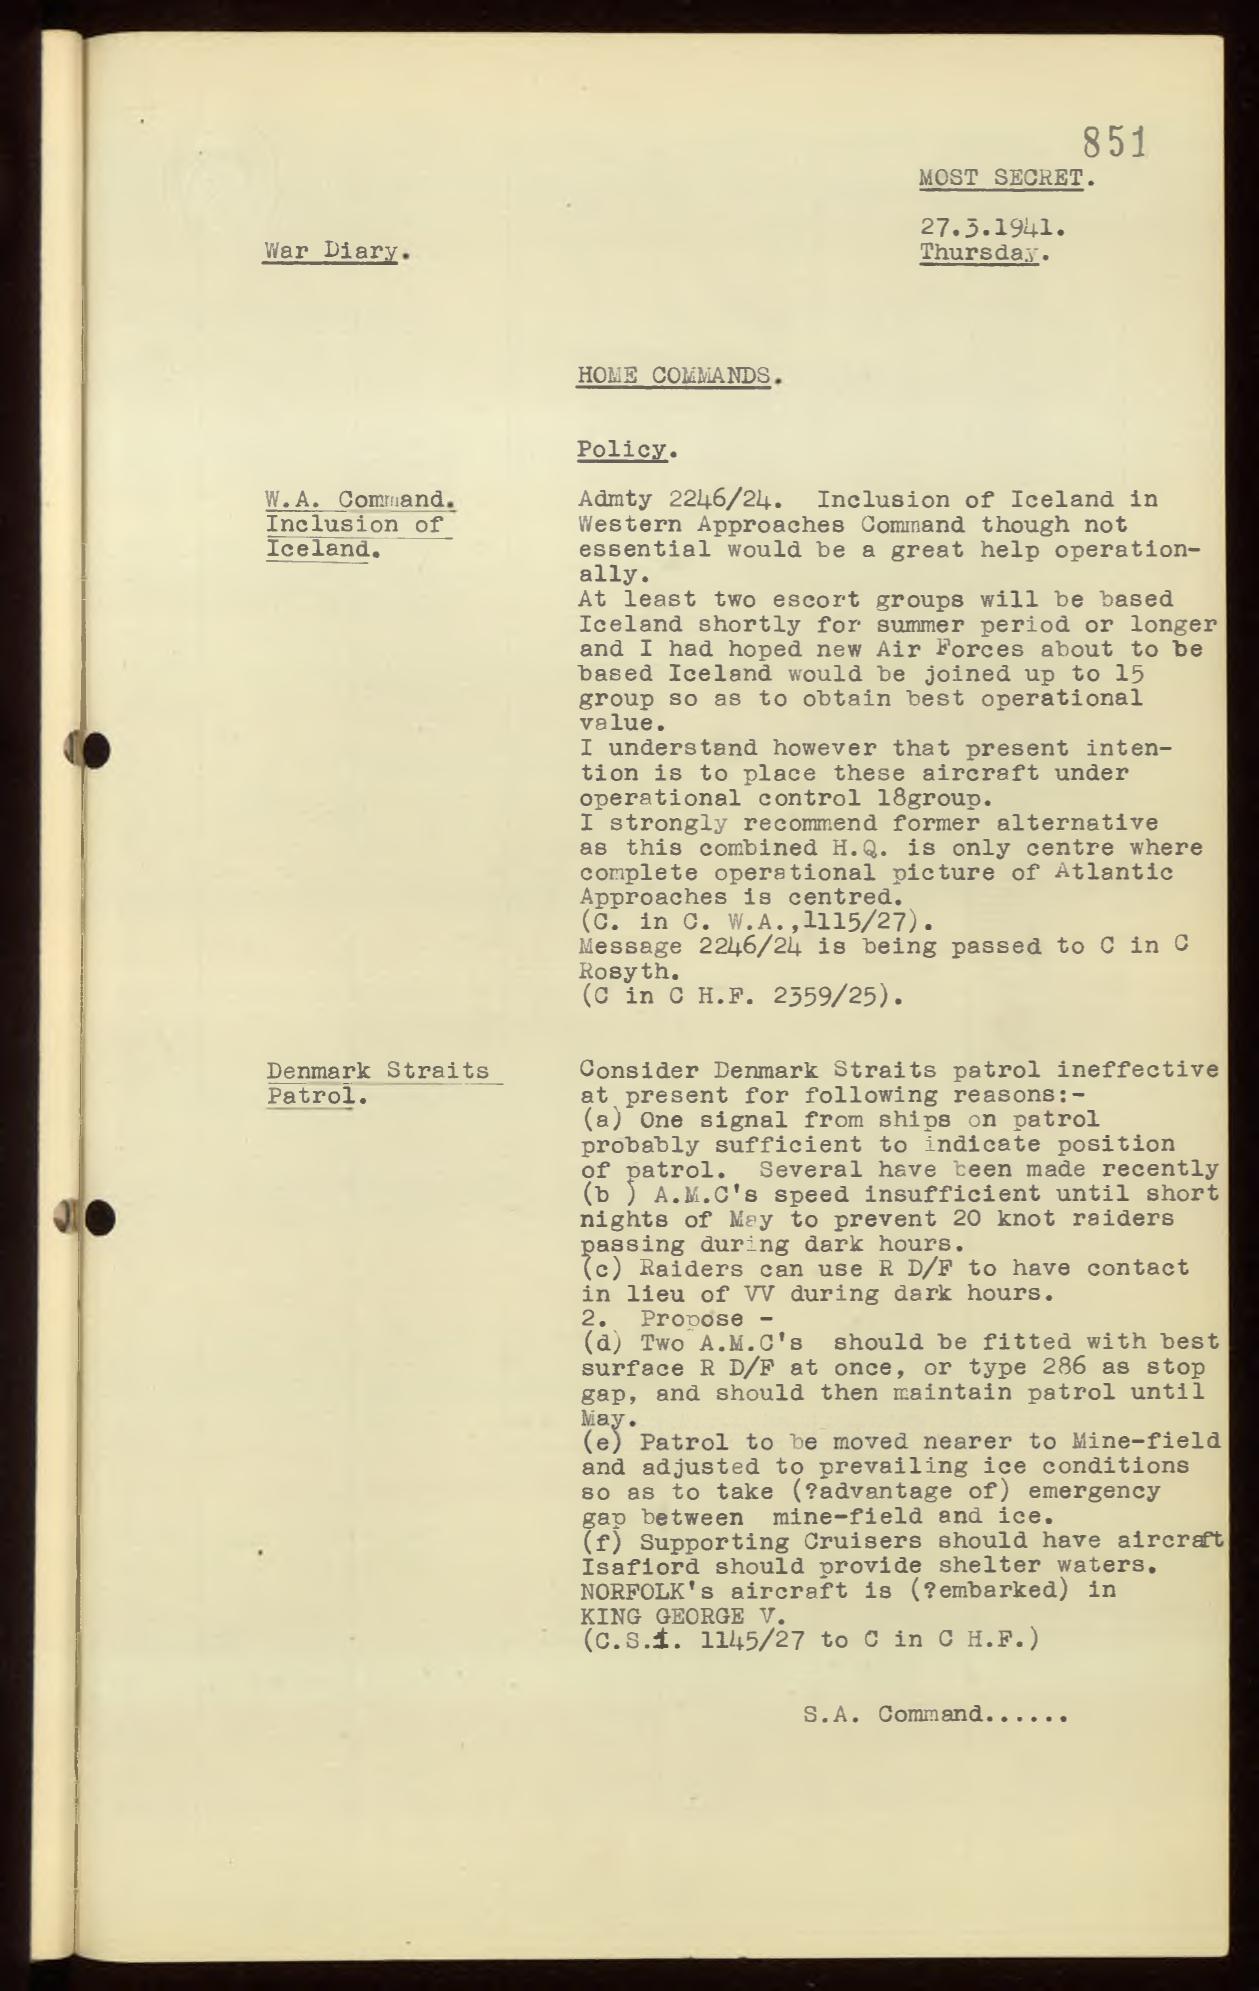 851
MOST SECRET.
27.3.1941.
War Diary.
Thursday.
HOME COMMANDS.
Policy.
W.A. Command.
Inclusion of
Iceland.
Admty 2246/24. Inclusion of Iceland in
Western Approaches Command though not
essential would be a great help operation-
ally.
At least two escort groups will be based
Iceland shortly for summer period or longer
and I had hoped new Air Forces about to be
based Iceland would be joined up to 15
group so as to obtain best operational
value.
I understand however that present inten-
tion is to place these aircraft under
operational control 18group.
I strongly recommend former alternative
as this combined H.Q. is only centre where
complete operational picture of Atlantic
Approaches is centred.
(C. in C. W.A.,1115/27).
Message 2246/24 is being passed to C in C
Rosyth.
(C in C H.F. 2359/25).
Denmark Straits
Patrol.
Consider Denmark Straits patrol ineffective
at present for following reasons:-
(a) One signal from ships on patrol
probably sufficient to indicate position
of patrol. Several have been made recently
(b ) A.M.C's speed insufficient until short
nights of May to prevent 20 knot raiders
passing during dark hours.
(c) Raiders can use R D/F to have contact
in lieu of VV during dark hours.
2. Propose -
(d) Two A.M.C's should be fitted with best
surface R D/F at once, or type 286 as stop
gap, and should then maintain patrol until
May.
(e) Patrol to be moved nearer to Mine-field
and adjusted to prevailing ice conditions
so as to take (?advantage of) emergency
gap between mine-field and ice.
(f) Supporting Cruisers should have aircraft
Isafiord should provide shelter waters.
NORFOLK's aircraft is (?embarked) in
KING GEORGE V.
(C.S.1. 1145/27 to C in C H.F.)
S.A. Command......